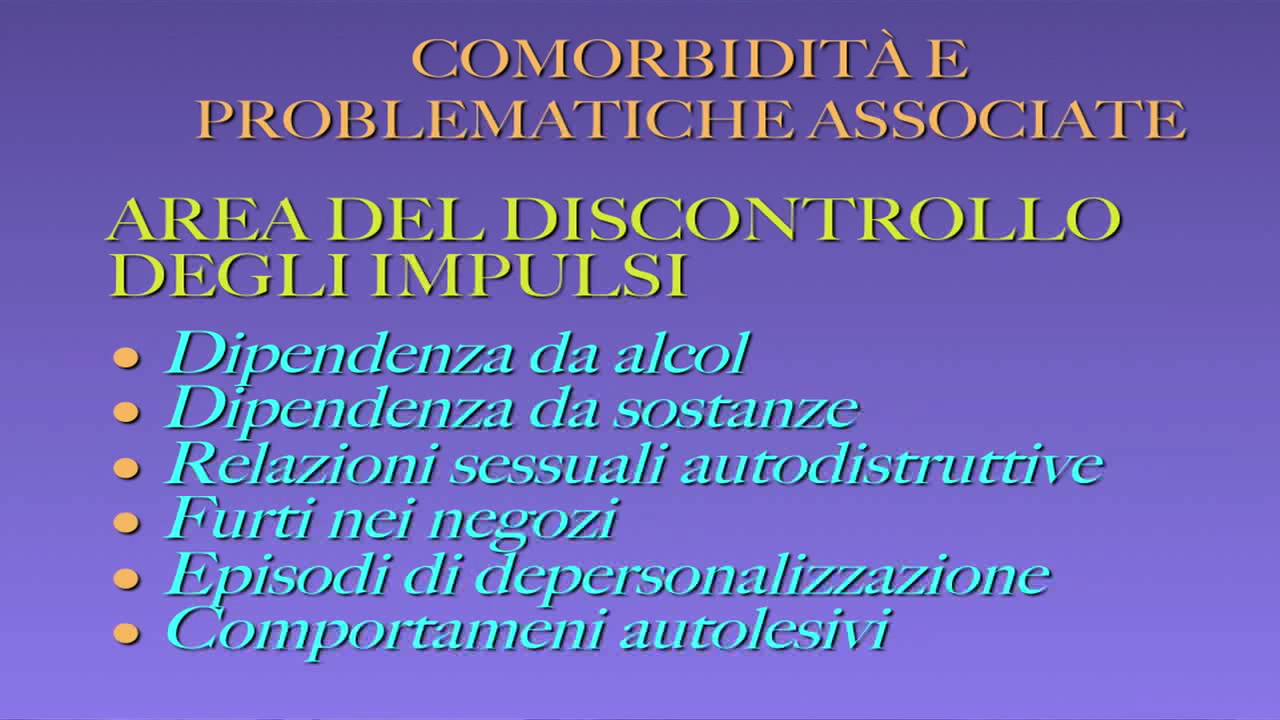 COMORBIDITÀ E
PROBLEMATICHE ASSOCIATE
AREA DEL DISCONTROLLO
DEGLI IMPULSI
• Dipendenza da alcol
• Dipendenza da sostanze
• Relazioni sessuali autodistruttive
• Furti nei negozi
• Episodi di depersonalizzazione
• Comportameni autolesivi